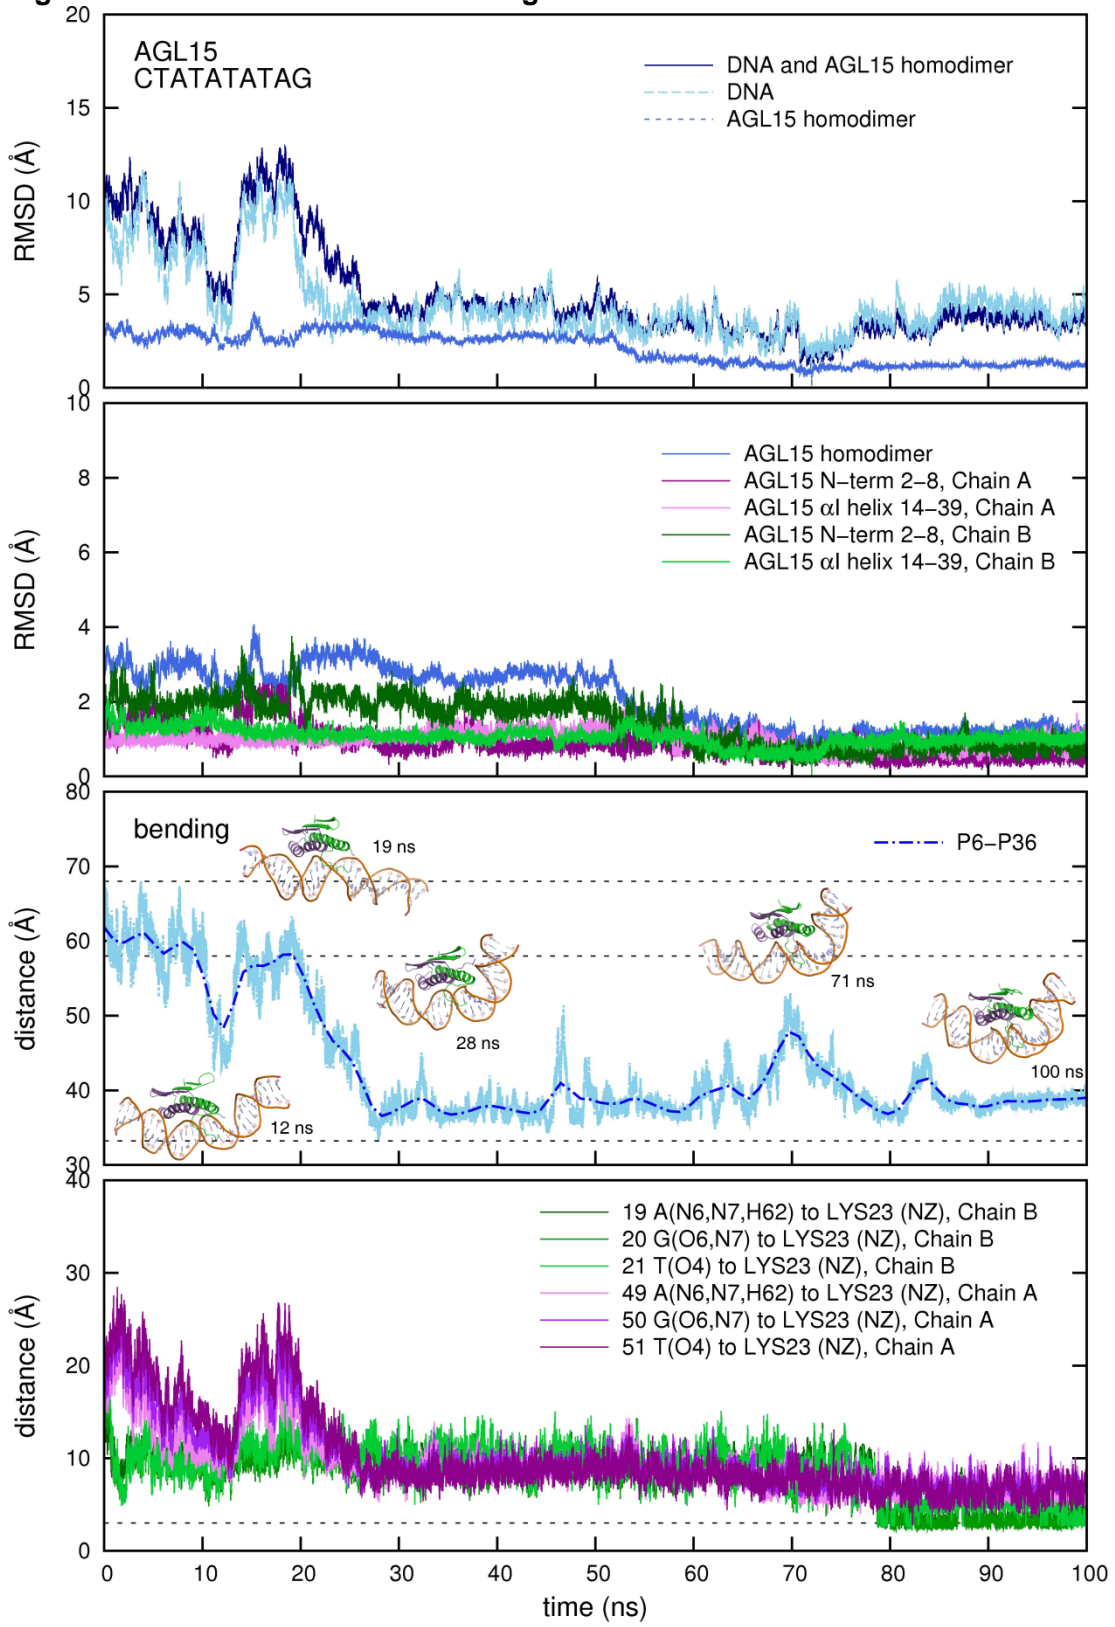 20
AGL15
CTATATATAG
DNA and AGL15 homodimer
DNA
AGL15 homodimer
15
10
5
0
RMSD (Å)
10
AGL15 homodimer
AGL15 N−term 2−8, Chain A
AGL15 αI helix 14−39, Chain A
AGL15 N−term 2−8, Chain B
AGL15 αI helix 14−39, Chain B
8
6
4
2
0
RMSD (Å)
80
bending
19 ns
P6−P36
70
60
71 ns
50
28 ns
100 ns
40
12 ns
30
distance (Å)
40
19 A(N6,N7,H62) to LYS23 (NZ), Chain B
20 G(O6,N7) to LYS23 (NZ), Chain B
21 T(O4) to LYS23 (NZ), Chain B
49 A(N6,N7,H62) to LYS23 (NZ), Chain A
50 G(O6,N7) to LYS23 (NZ), Chain A
51 T(O4) to LYS23 (NZ), Chain A
30
20
10
0
distance (Å)
0 10 20 30 40 50 60 70 80 90 100
time (ns)